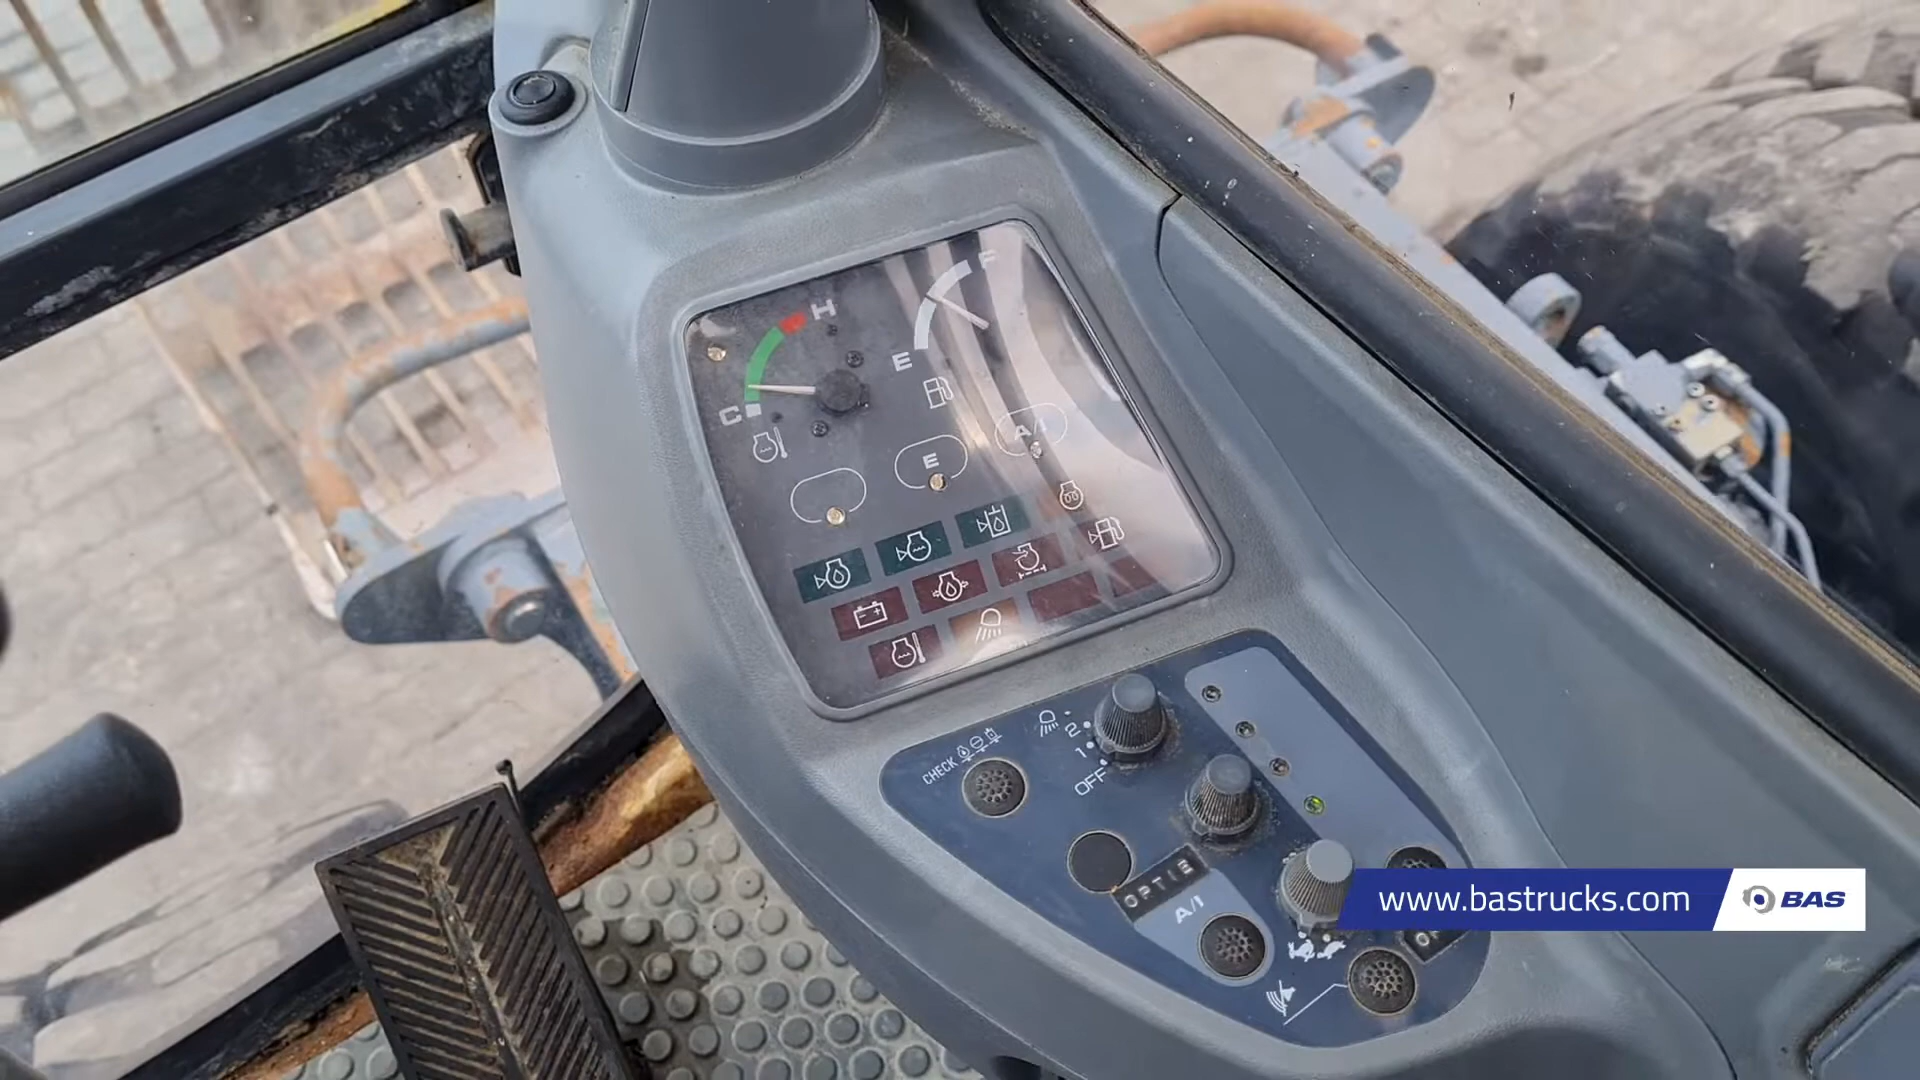 H
F
C
E
E
A/I
CHECK
2
1
OFF
OPTIE
A/I
www.bastrucks.com
BAS